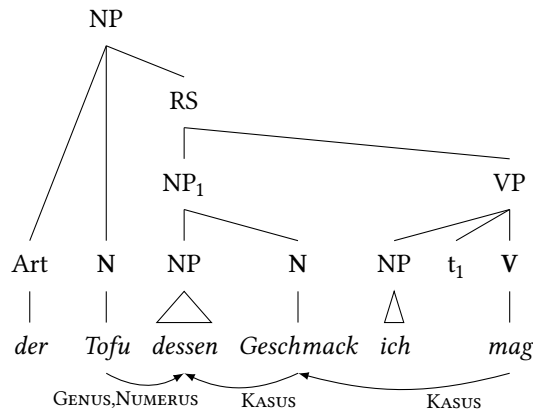 NP
RS
NP₁ VP
Art N NP N NP t₁ V
der Tofu dessen Geschmack ich mag
Genus,Numerus Kasus Kasus